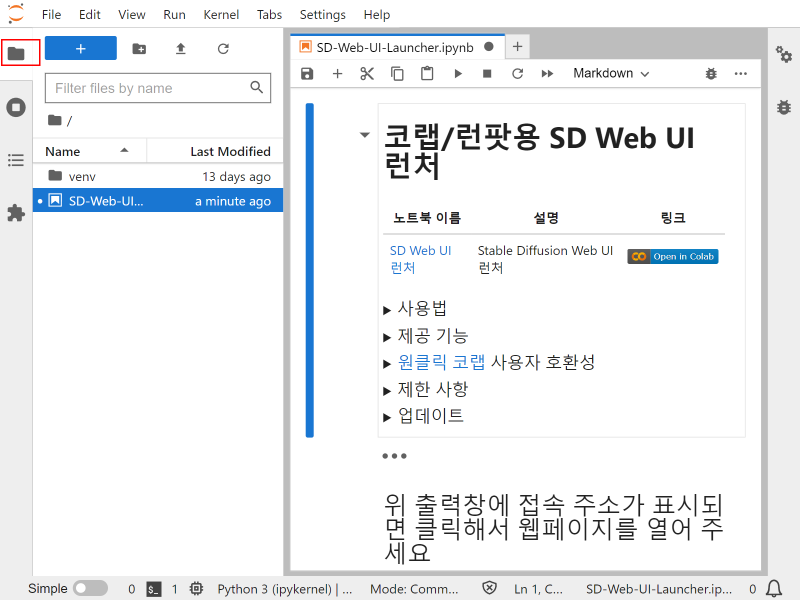 File Edit View Run Kernel Tabs Settings Help
+
Filter files by name
/
Name Last Modified
venv 13 days ago
SD-Web-UI... a minute ago
SD-Web-UI-Launcher.ipynb
+
Markdown
코랩/런팟용 SD Web UI
런처
노트북 이름 설명 링크
SD Web UI
런처
Stable Diffusion Web UI
런처
Open in Colab
사용법
제공 기능
원클릭 코랩 사용자 호환성
제한 사항
업데이트
위 출력창에 접속 주소가 표시되
면 클릭해서 웹페이지를 열어 주
세요
Simple 0 $_ 1 Python 3 (ipykernel) | ... Mode: Comm... Ln 1, C... SD-Web-UI-Launcher.ip... 0